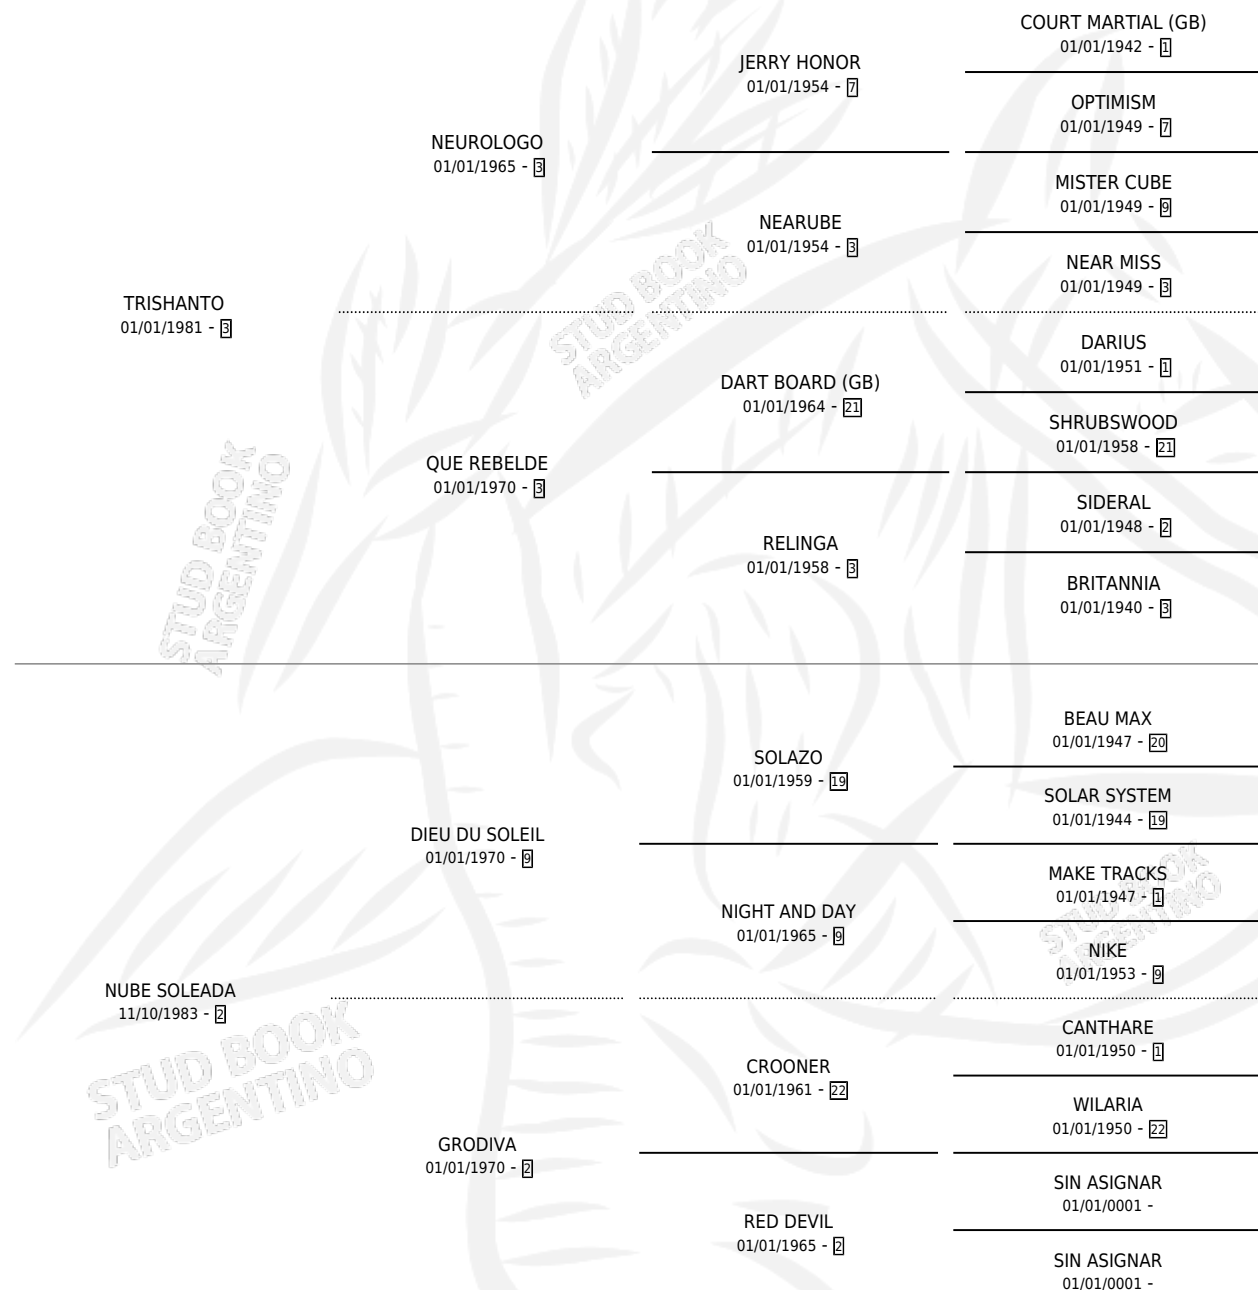 COURT MARTIAL (GB)
01/01/1942 - 1
JERRY HONOR
01/01/1954 - 7
OPTIMISM
01/01/1949 - 7
NEUROLOGO
01/01/1965 - 3
MISTER CUBE
01/01/1949 - 9
NEARUBE
01/01/1954 - 3
NEAR MISS
01/01/1949 - 3
TRISHANTO
01/01/1981 - 3
STUD BOOK
ARGENTINO
DARIUS
01/01/1951 - 1
DART BOARD (GB)
01/01/1964 - 21
SHRUBSWOOD
01/01/1958 - 21
QUE REBELDE
01/01/1970 - 3
SIDERAL
01/01/1948 - 2
RELINGA
01/01/1958 - 3
BRITANNIA
01/01/1940 - 3
STUD BOOK
ARGENTINO
BEAU MAX
01/01/1947 - 20
SOLAZO
01/01/1959 - 19
SOLAR SYSTEM
01/01/1944 - 19
DIEU DU SOLEIL
01/01/1970 - 9
MAKE TRACKS
01/01/1947 - 1
NIGHT AND DAY
01/01/1965 - 9
STUD BOOK
ARGENTINO
NIKE
01/01/1953 - 9
NUBE SOLEADA
11/10/1983 - 2
CANTHARE
01/01/1950 - 1
STUD BOOK
ARGENTINO
CROONER
01/01/1961 - 22
WILARIA
01/01/1950 - 22
GRODIVA
01/01/1970 - 2
SIN ASIGNAR
01/01/0001 -
RED DEVIL
01/01/1965 - 2
SIN ASIGNAR
01/01/0001 -